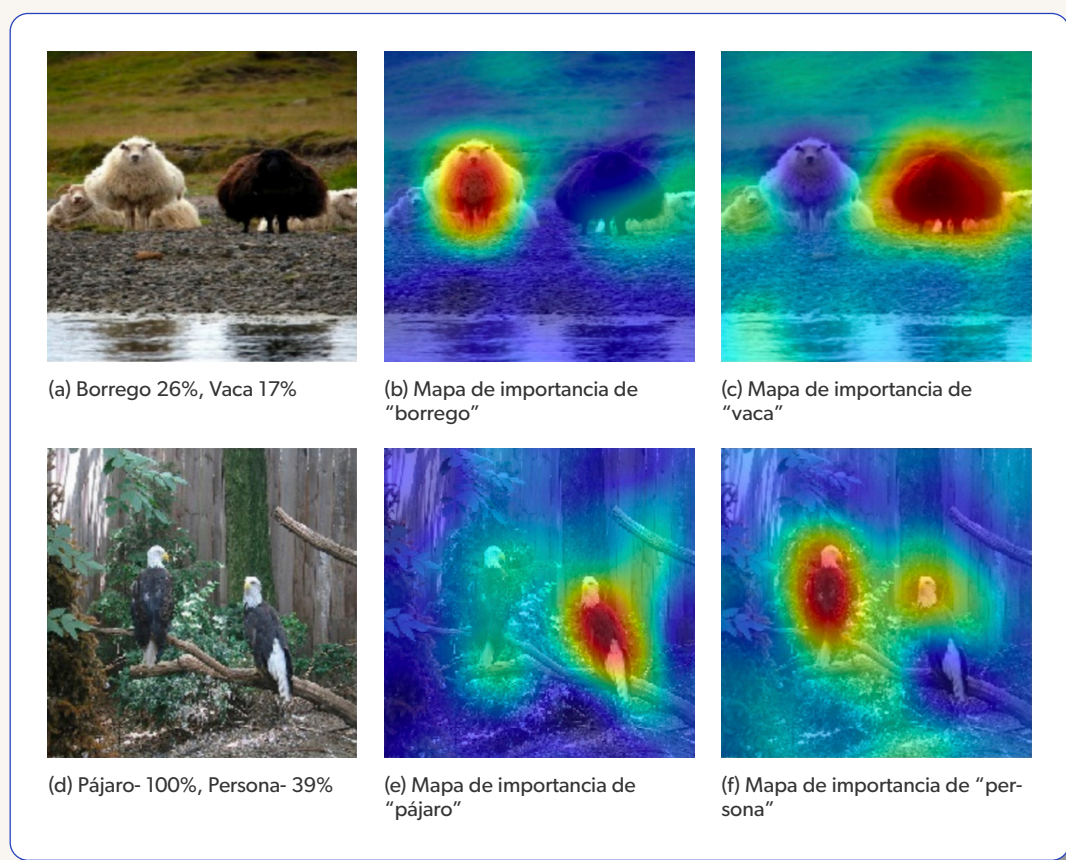 (a) Borrego 26%, Vaca 17%
(b) Mapa de importancia de
“borrego”
(c) Mapa de importancia de
“vaca”
(d) Pájaro- 100%, Persona- 39%
(e) Mapa de importancia de
“pájaro”
(f) Mapa de importancia de “per-
sona”